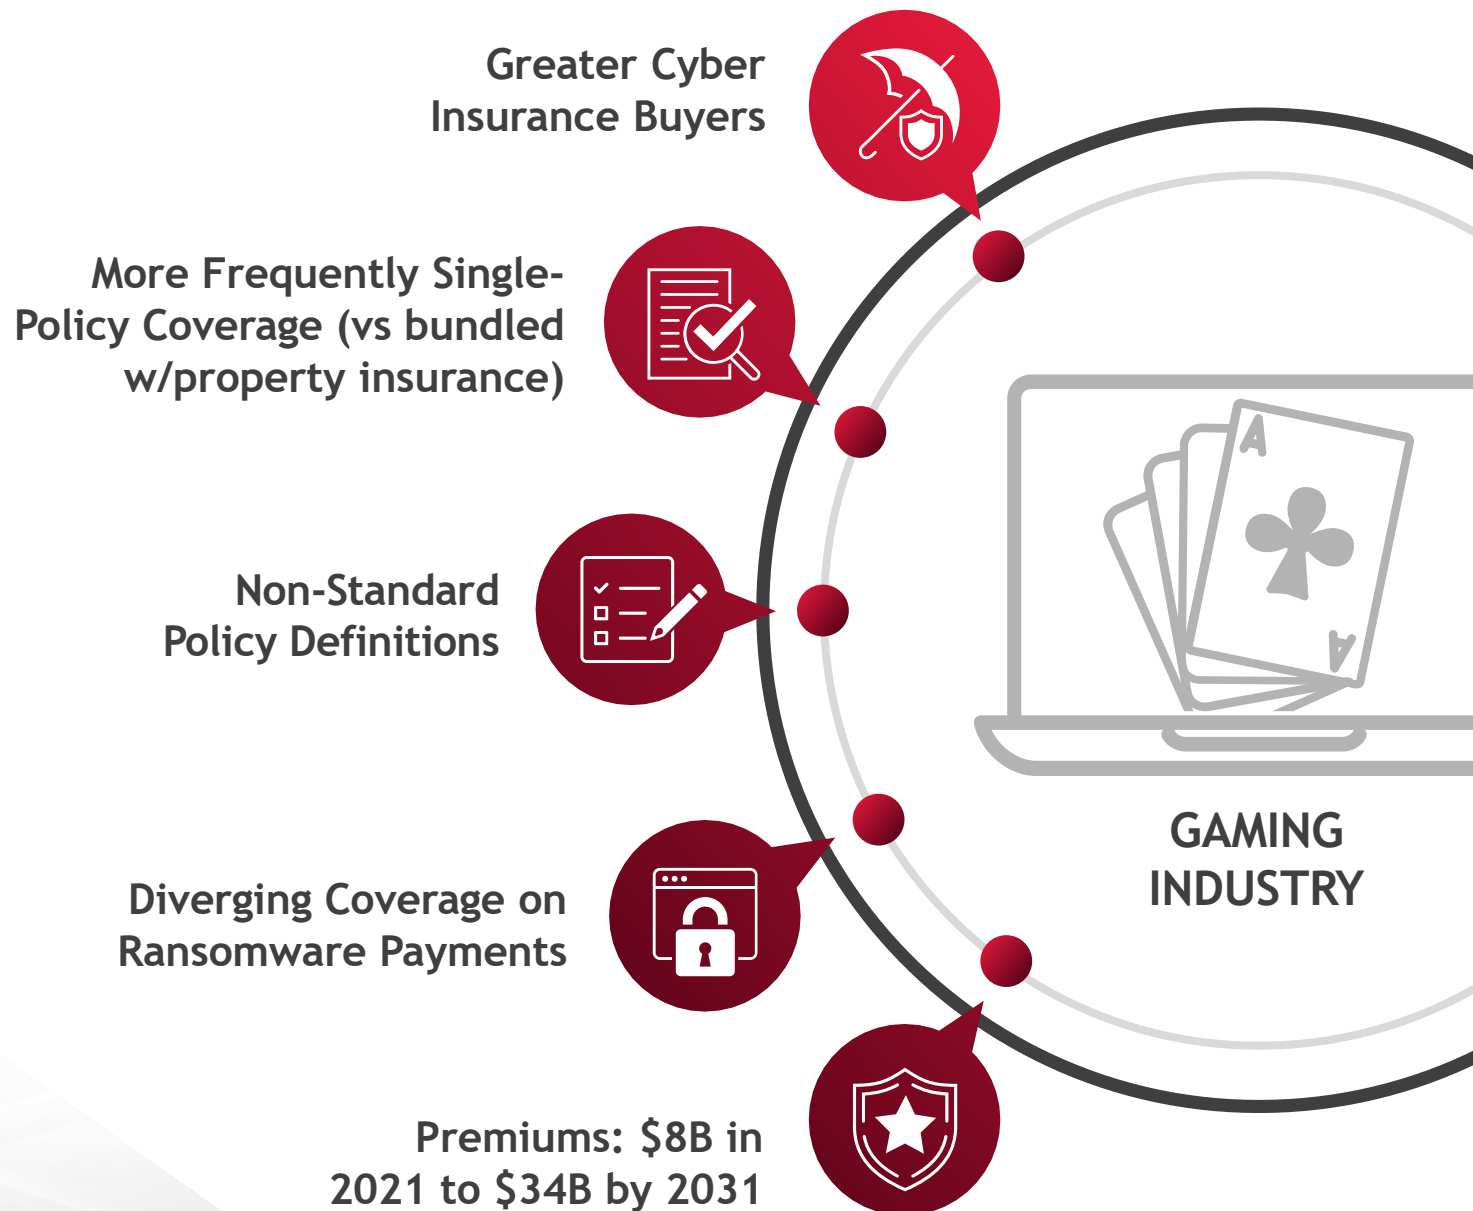 Greater Cyber
Insurance Buyers
More Frequently Single-
Policy Coverage (vs bundled
w/property insurance)
Non-Standard
Policy Definitions
Diverging Coverage on
Ransomware Payments
Premiums: $8B in
2021 to $34B by 2031
A
A
GAMING
INDUSTRY